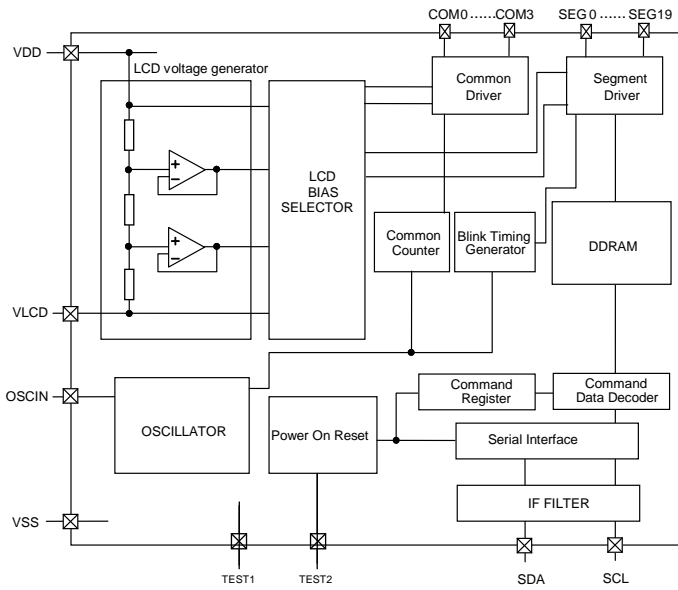 COM0 ...... COM3 SEG 0 ...... SEG19
VDD
LCD voltage generator
Common
Driver
Segment
Driver
+
−
LCD
BIAS
SELECTOR
Common
Counter
Blink Timing
Generator
DDRAM
+
−
VLCD
OSCIN
OSCILLATOR
Power On Reset
Command
Register
Command
Data Decoder
Serial Interface
IF FILTER
VSS
TEST1
TEST2
SDA
SCL